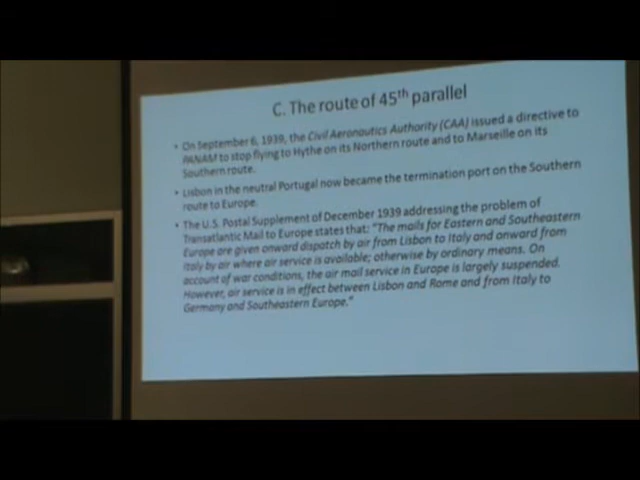 C. The route of 45th parallel
• On September 6, 1939, the Civil Aeronautics Authority (CAA) issued a directive to
PANAM to stop flying to Hythe on its Northern route and to Marseille on its
Southern route.
• Lisbon in the neutral Portugal now became the termination port on the Southern
route to Europe.
• The U.S. Postal Supplement of December 1939 addressing the problem of
Transatlantic Mail to Europe states that: "The mails for Eastern and Southeastern
Europe are given onward dispatch by air from Lisbon to Italy and onward from
Italy by air where air service is available; otherwise by ordinary means. On
account of war conditions, the air mail service in Europe is largely suspended.
However, air service is in effect between Lisbon and Rome and from Italy to
Germany and Southeastern Europe."